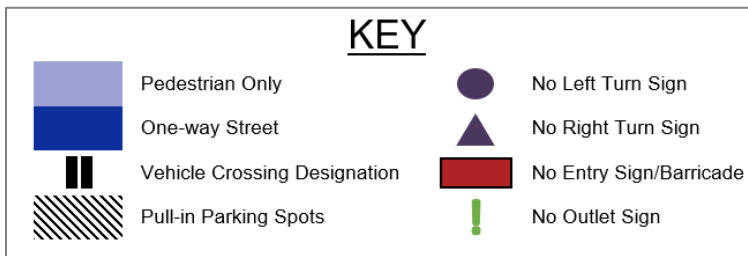 KEY
Pedestrian Only
No Left Turn Sign
One-way Street
No Right Turn Sign
Vehicle Crossing Designation
No Entry Sign/Barricade
Pull-in Parking Spots
No Outlet Sign